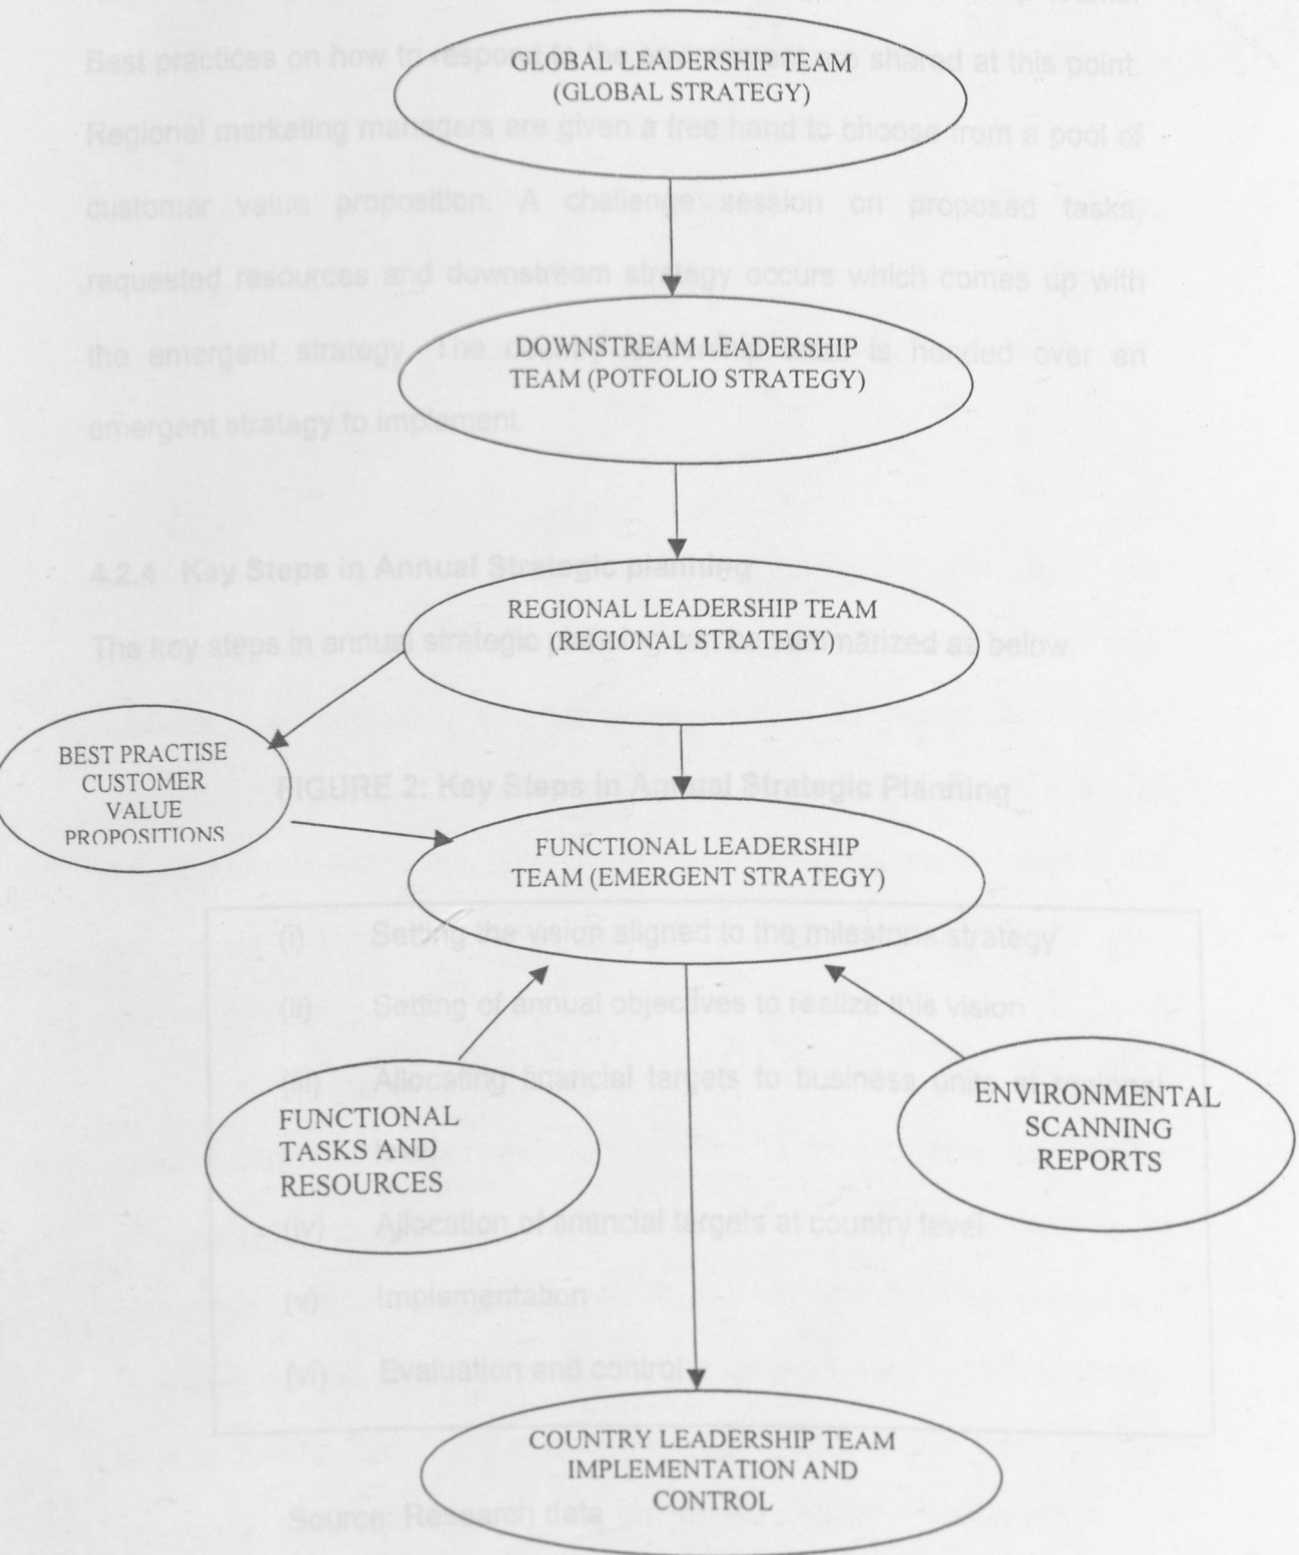 Best practices on how to respond to the are shared at this point.
Regional marketing managers are given a free hand to choose from a pool of
customer value proposition. A challenge session on proposed tasks,
requested resources and downstream strategy occurs which comes up with
the emergent strategy. The is handed over an
emergent strategy to implement.
4.2.4 Key Steps in Annual Strategic planning
The key steps in annual strategic as below
FIGURE 2: Key Steps in Annual Strategic Planning
(i) Setting the vision aligned to the milestone strategy
(ii) Setting of annual objectives to realize this vision
(iii) Allocating financial targets to business units at regional
(iv) Allocation of financial targets at country level
(v) Implementation
(vi) Evaluation and control
Source: Research data
GLOBAL LEADERSHIP TEAM
(GLOBAL STRATEGY)
DOWNSTREAM LEADERSHIP
TEAM (POTFOLIO STRATEGY)
REGIONAL LEADERSHIP TEAM
(REGIONAL STRATEGY)
BEST PRACTISE
CUSTOMER
VALUE
PROPOSITIONS
FUNCTIONAL LEADERSHIP
TEAM (EMERGENT STRATEGY)
FUNCTIONAL
TASKS AND
RESOURCES
ENVIRONMENTAL
SCANNING
REPORTS
COUNTRY LEADERSHIP TEAM
IMPLEMENTATION AND
CONTROL